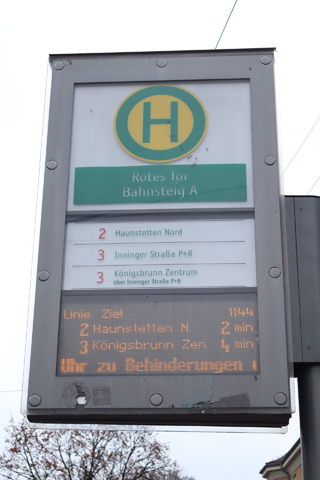 H
Rotes Tor
Bahnsteig A
2 Haunstetten Nord
3 Inninger Straße P+R
3 Königsbrunn Zentrum
über Inninger Straße P+R
Linie Ziel 11:44
2 Haunstetten N. 2 min
3 Königsbrunn Zen. 4 min
Uhr zu Behinderungen